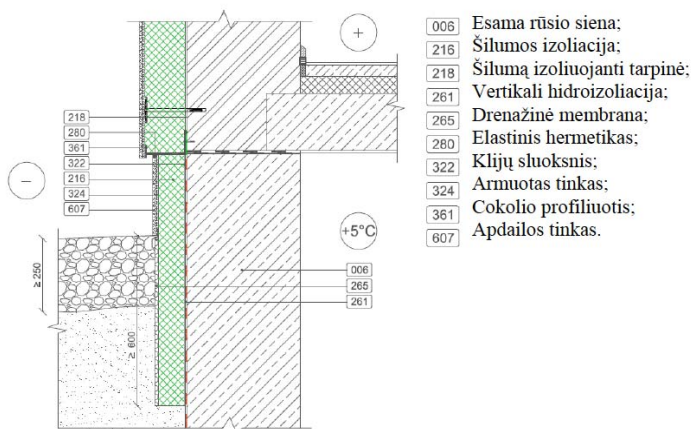 006 Esama rūsio siena;
216 Šilumos izoliacija;
218 Šilumą izoliuojanti tarpinė;
261 Vertikali hidroizoliacija;
265 Drenažinė membrana;
280 Elastinis hermetikas;
322 Klijų sluoksnis;
324 Armuotas tinkas;
361 Cokolio profiliuotis;
607 Apdailos tinkas.
+
218
280
361
322
216
324
607
−
+5°C
006
265
261
≥ 250
≥ 600